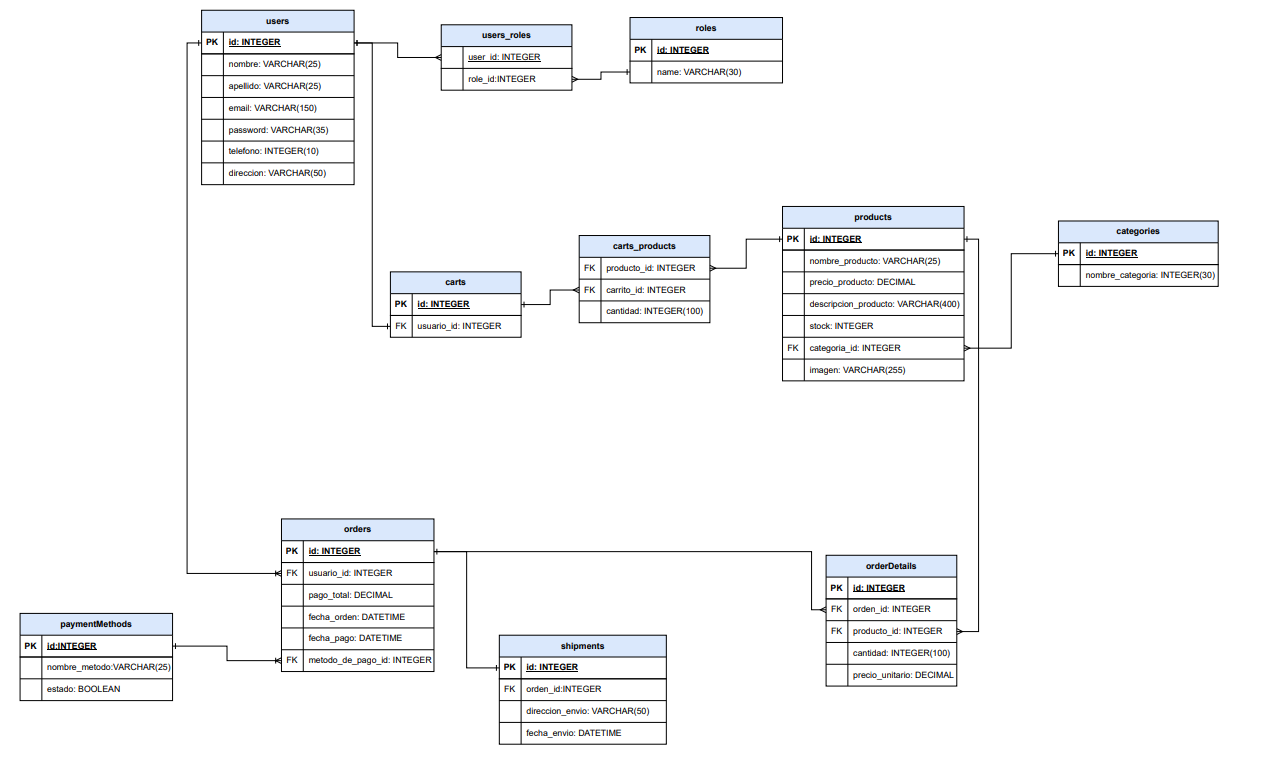 users
PK id: INTEGER
nombre: VARCHAR(25)
apellido: VARCHAR(25)
email: VARCHAR(150)
password: VARCHAR(35)
telefono: INTEGER(10)
direccion: VARCHAR(50)
users_roles
user_id: INTEGER
role_id:INTEGER
roles
PK id: INTEGER
name: VARCHAR(30)
carts
PK id: INTEGER
FK usuario_id: INTEGER
carts_products
FK producto_id: INTEGER
FK carrito_id: INTEGER
cantidad: INTEGER(100)
products
PK id: INTEGER
nombre_producto: VARCHAR(25)
precio_producto: DECIMAL
descripcion_producto: VARCHAR(400)
stock: INTEGER
FK categoria_id: INTEGER
imagen: VARCHAR(255)
categories
PK id: INTEGER
nombre_categoria: INTEGER(30)
orders
PK id: INTEGER
FK usuario_id: INTEGER
pago_total: DECIMAL
fecha_orden: DATETIME
fecha_pago: DATETIME
FK metodo_de_pago_id: INTEGER
paymentMethods
PK id:INTEGER
nombre_metodo:VARCHAR(25)
estado: BOOLEAN
shipments
PK id: INTEGER
FK orden_id:INTEGER
direccion_envio: VARCHAR(50)
fecha_envio: DATETIME
orderDetails
PK id: INTEGER
FK orden_id: INTEGER
FK producto_id: INTEGER
cantidad: INTEGER(100)
precio_unitario: DECIMAL